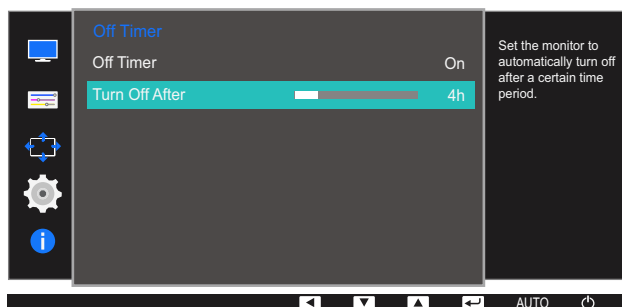 Off Timer
Off Timer On
Turn Off After 4h
Set the monitor to
automatically turn off
after a certain time
period.
AUTO